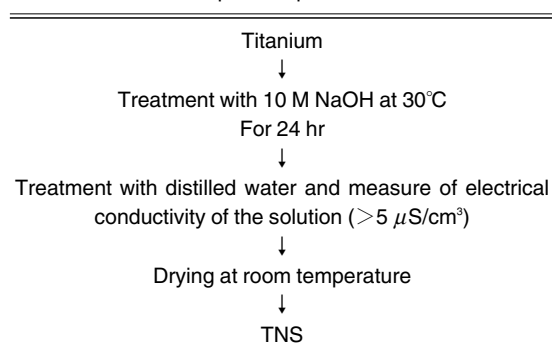 Titanium
↓
Treatment with 10 M NaOH at 30℃
For 24 hr
↓
Treatment with distilled water and measure of electrical
conductivity of the solution (＞5 μS/cm³)
↓
Drying at room temperature
↓
TNS